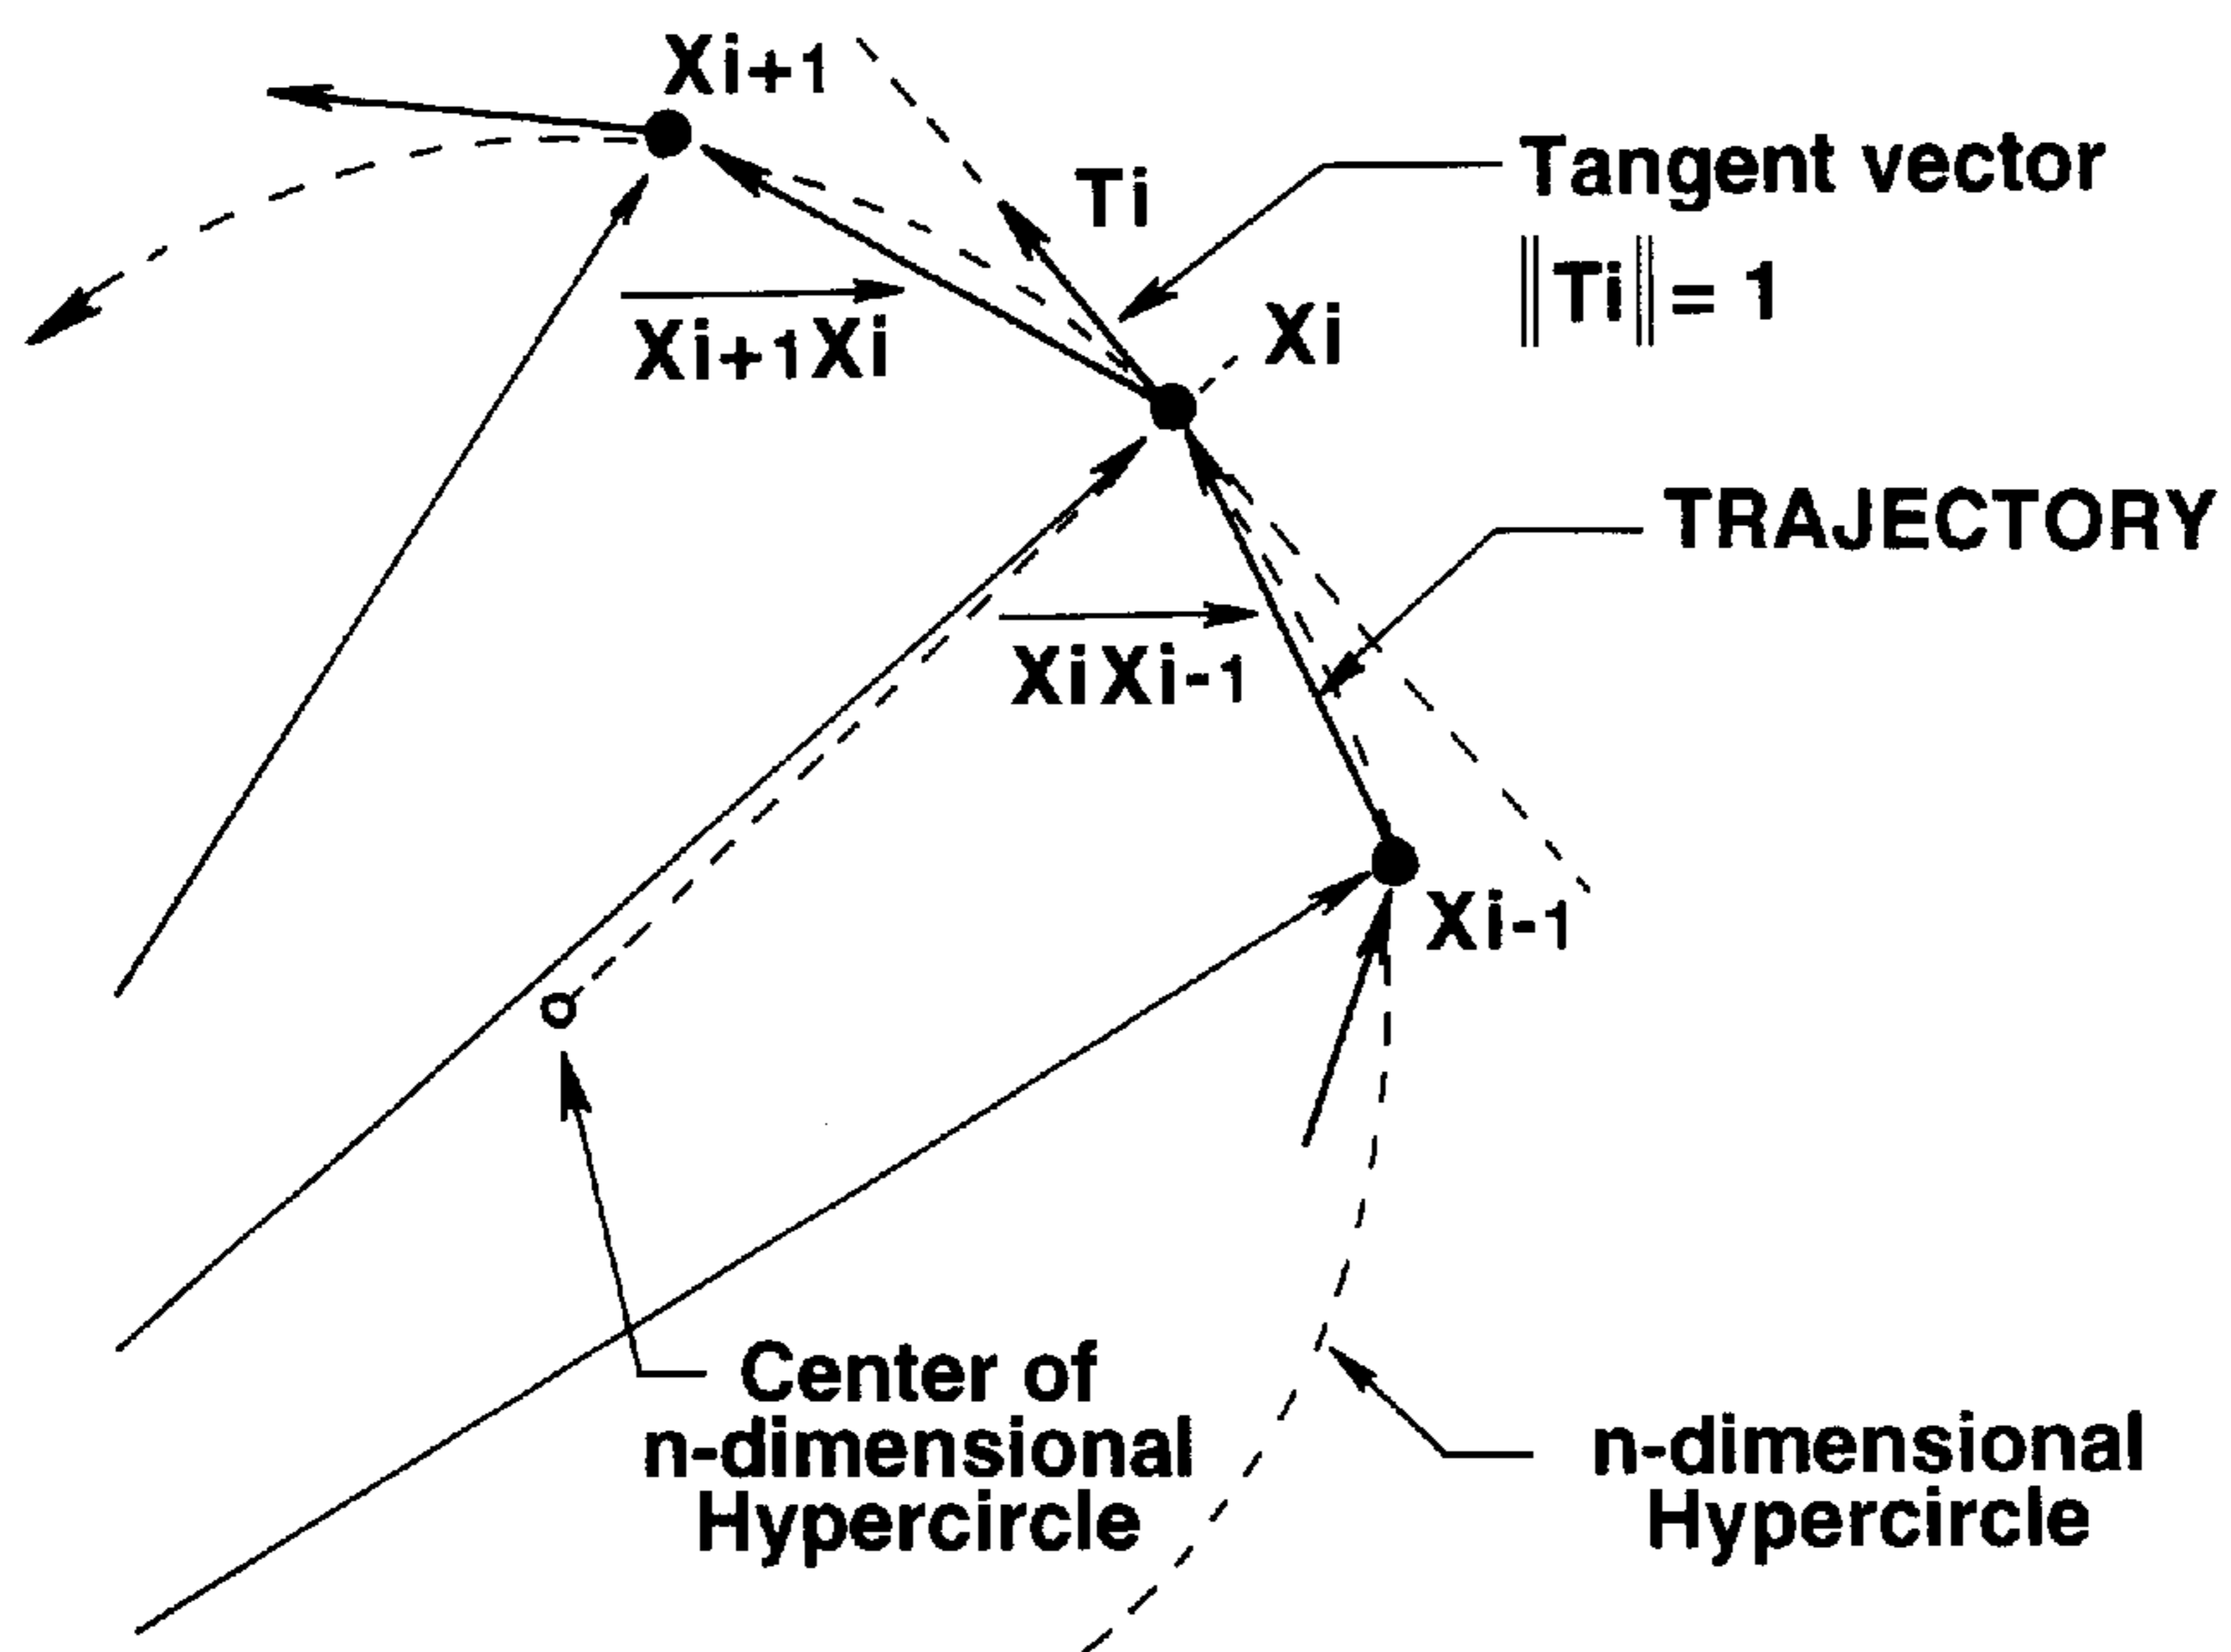 Xi+1
Ti
Tangent vector
||Ti|| = 1
Xi+1Xi
Xi
TRAJECTORY
XiXi-1
Xi-1
Center of
n-dimensional
Hypercircle
n-dimensional
Hypercircle